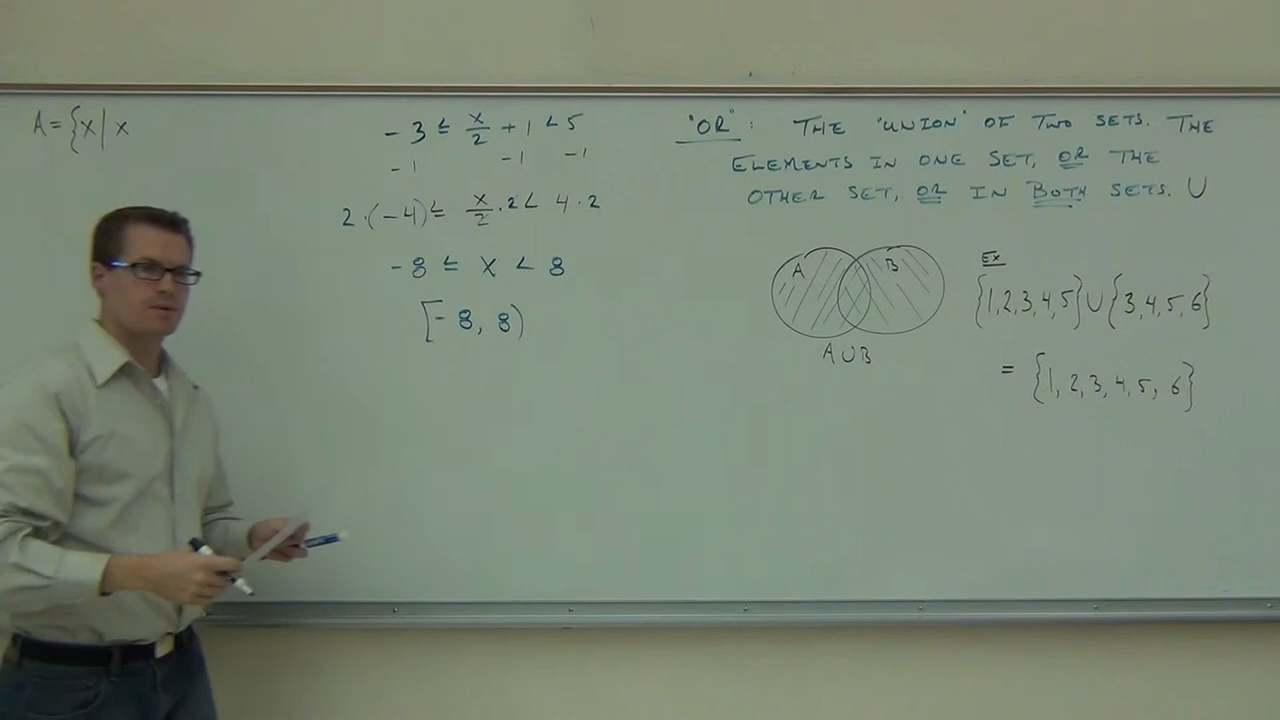 A = {x | x
-3 ≤ x/2 + 1 < 5
-1 -1 -1
2 · (-4) ≤ x/2 · 2 < 4 · 2
-8 ≤ x < 8
[-8, 8)
"OR": THE "UNION" OF TWO SETS. THE
ELEMENTS IN ONE SET, OR THE
OTHER SET, OR IN BOTH SETS. ∪
A B
A∪B
Ex
{1,2,3,4,5} ∪ {3,4,5,6}
= {1, 2, 3, 4, 5, 6}